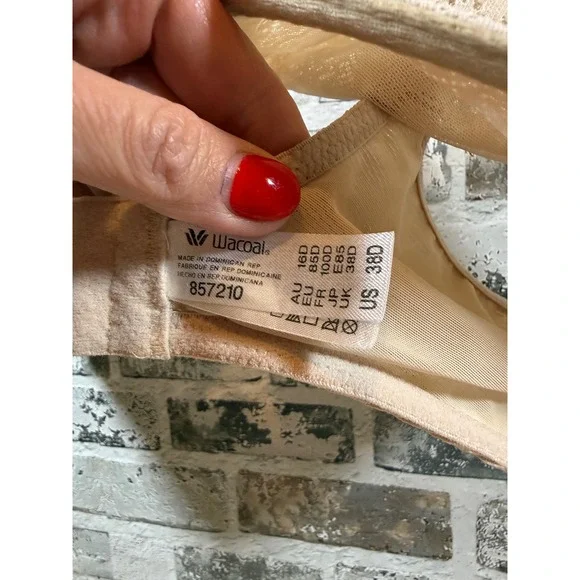 Wacoal®
MADE IN DOMINICAN REP.
FABRIQUÉ EN REP. DOMINICAINE
HECHO EN REP. DOMINICANA
857210
AU 16D
EU 85D
FR 100D
JP E85
UK 38D
US 38D